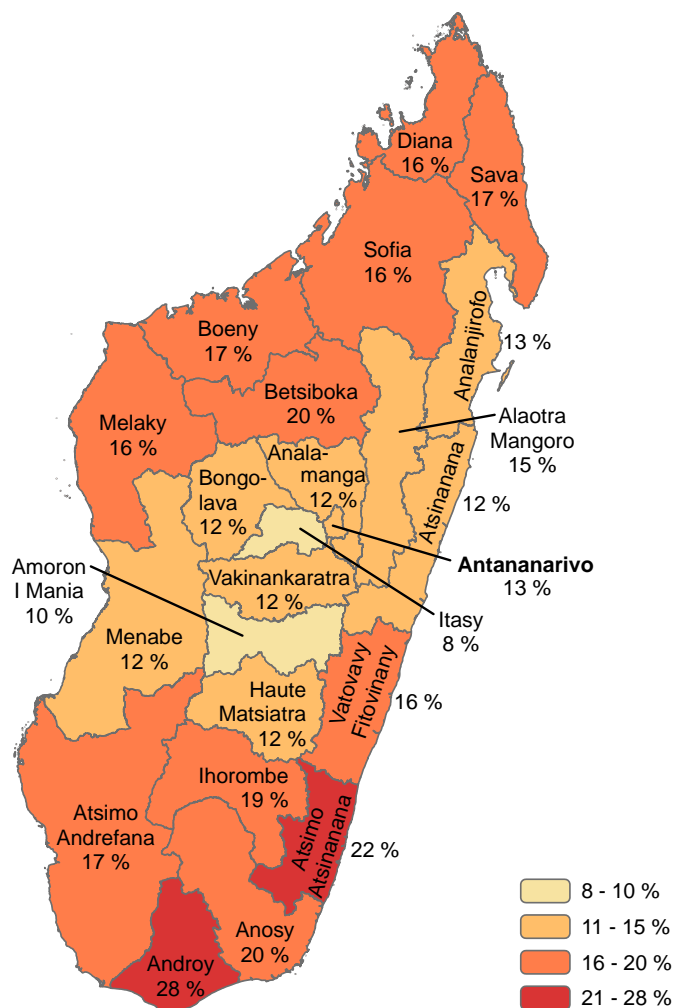 Diana
16 %
Sava
17 %
Sofia
16 %
Analanjirofo
13 %
Boeny
17 %
Betsiboka
20 %
Melaky
16 %
Alaotra
Mangoro
15 %
Anala-
manga
12 %
Bongo-
lava
12 %
Atsinanana
12 %
Antananarivo
13 %
Amoron
I Mania
10 %
Vakinankaratra
12 %
Itasy
8 %
Menabe
12 %
Haute
Matsiatra
12 %
Vatovavy
Fitovinany
16 %
Ihorombe
19 %
Atsimo
Andrefana
17 %
Atsimo
Atsinanana
22 %
Anosy
20 %
Androy
28 %
8 - 10 %
11 - 15 %
16 - 20 %
21 - 28 %